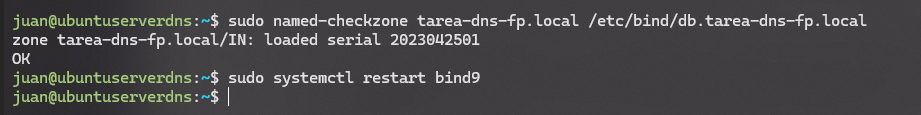 juan@ubuntuserverdns:~$ sudo named-checkzone tarea-dns-fp.local /etc/bind/db.tarea-dns-fp.local
zone tarea-dns-fp.local/IN: loaded serial 2023042501
OK
juan@ubuntuserverdns:~$ sudo systemctl restart bind9
juan@ubuntuserverdns:~$